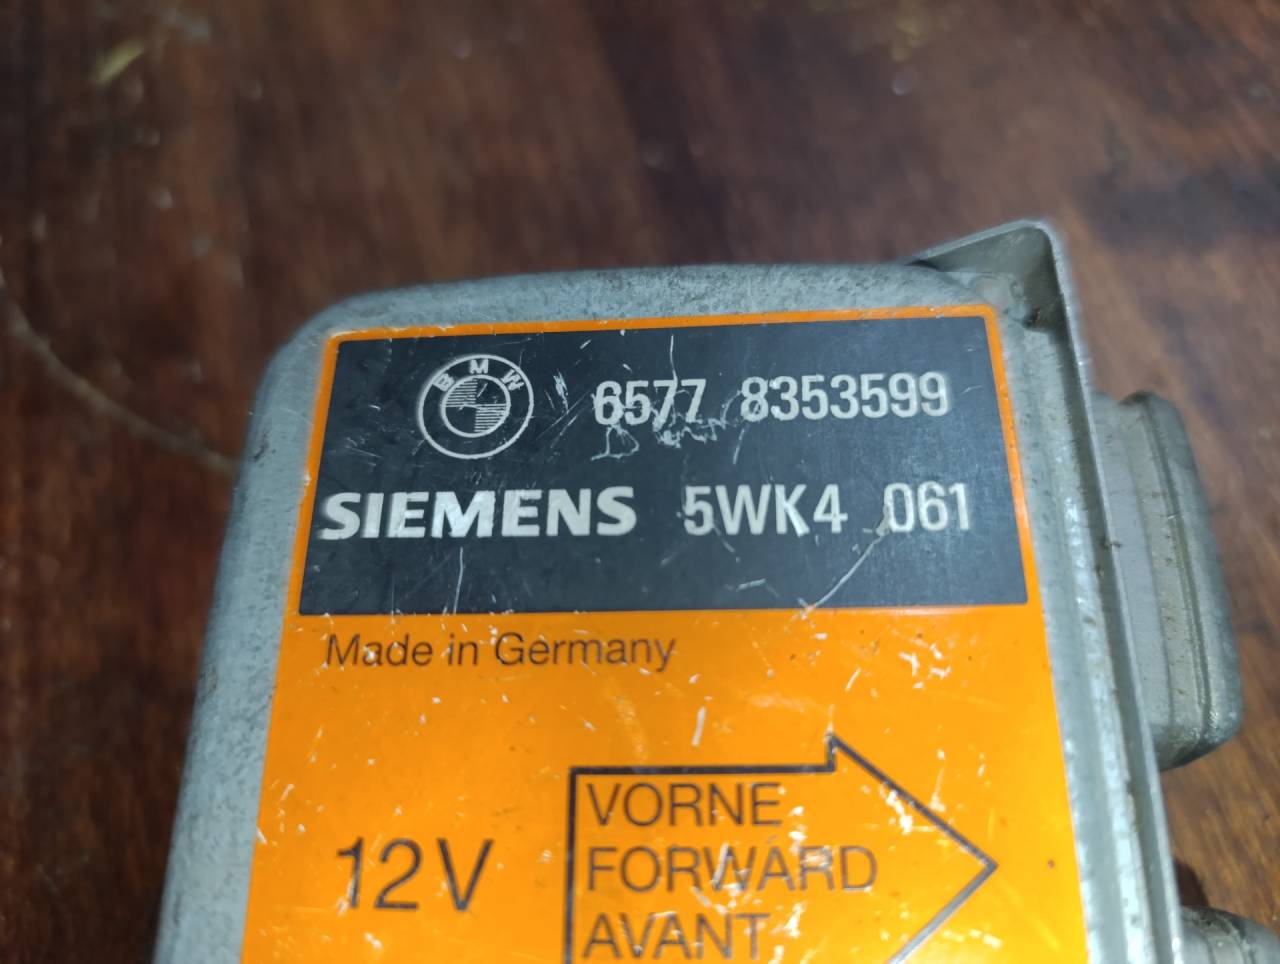 BMW
6577 8353599
SIEMENS 5WK4 061
Made in Germany
12V
VORNE
FORWARD
AVANT